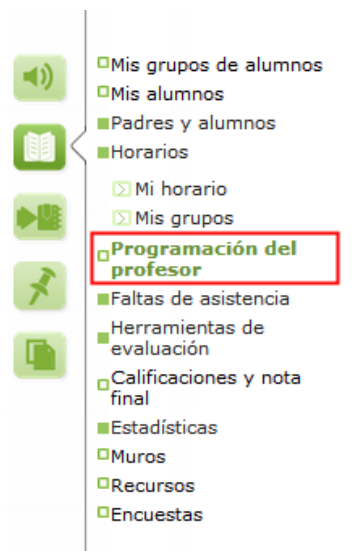 Mis grupos de alumnos
Mis alumnos
Padres y alumnos
Horarios
Mi horario
Mis grupos
Programación del
profesor
Faltas de asistencia
Herramientas de
evaluación
Calificaciones y nota
final
Estadísticas
Muros
Recursos
Encuestas